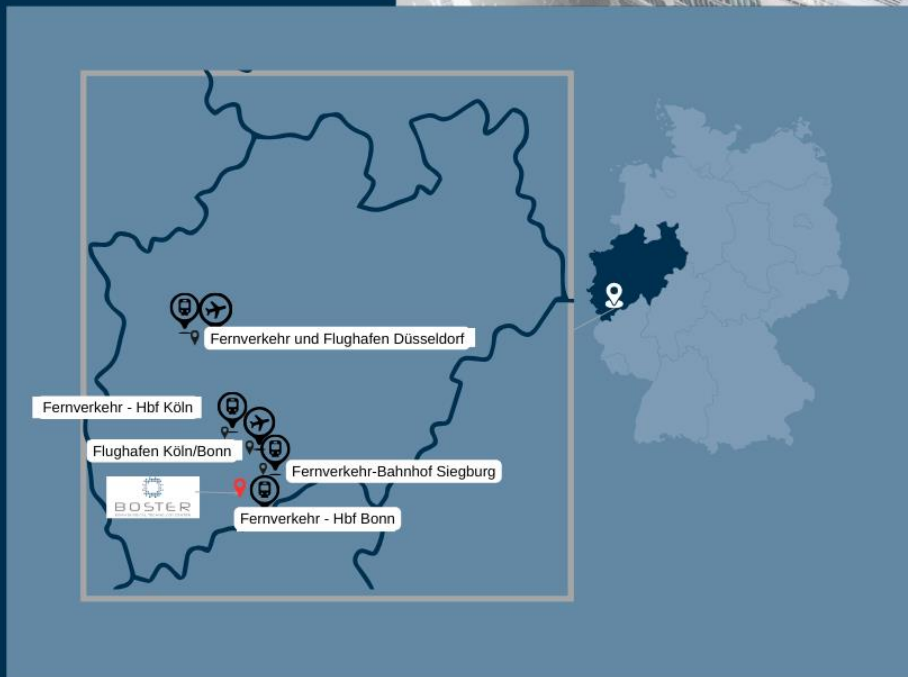 Fernverkehr und Flughafen Düsseldorf
Fernverkehr - Hbf Köln
Flughafen Köln/Bonn
Fernverkehr-Bahnhof Siegburg
BOSTER
Fernverkehr - Hbf Bonn